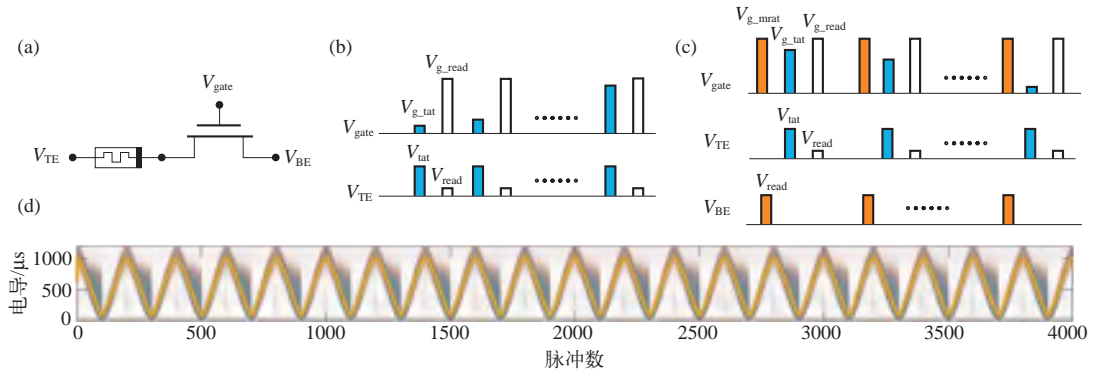 (a)
V_gate
V_TE
V_BE
(b)
V_g_read
V_g_tat
V_gate
V_tat
V_read
V_TE
(c)
V_g_mrat
V_g_tat
V_g_read
V_gate
V_tat
V_read
V_TE
V_read
V_BE
(d)
电导/μs
1000
500
0
0 500 1000 1500 2000 2500 3000 3500 4000
脉冲数